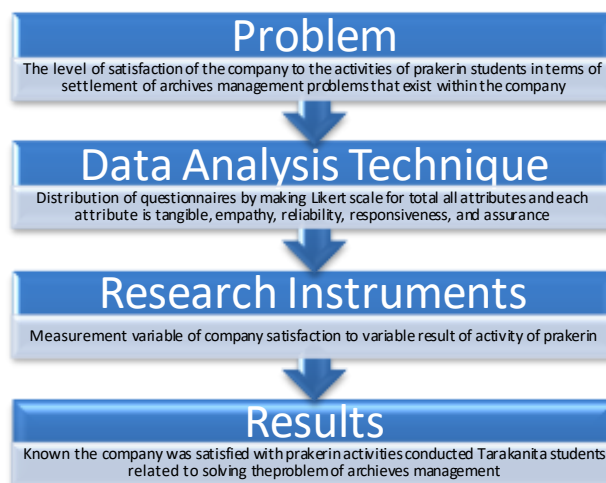 Problem
The level of satisfaction of the company to the activities of prakerin students in terms of
settlement of archives management problems that exist within the company
Data Analysis Technique
Distribution of questionnaires by making Likert scale for total all attributes and each
attribute is tangible, empathy, reliability, responsiveness, and assurance
Research Instruments
Measurement variable of company satisfaction to variable result of activity of prakerin
Results
Known the company was satisfied with prakerin activities conducted Tarakanita students
related to solving theproblem of archieves management